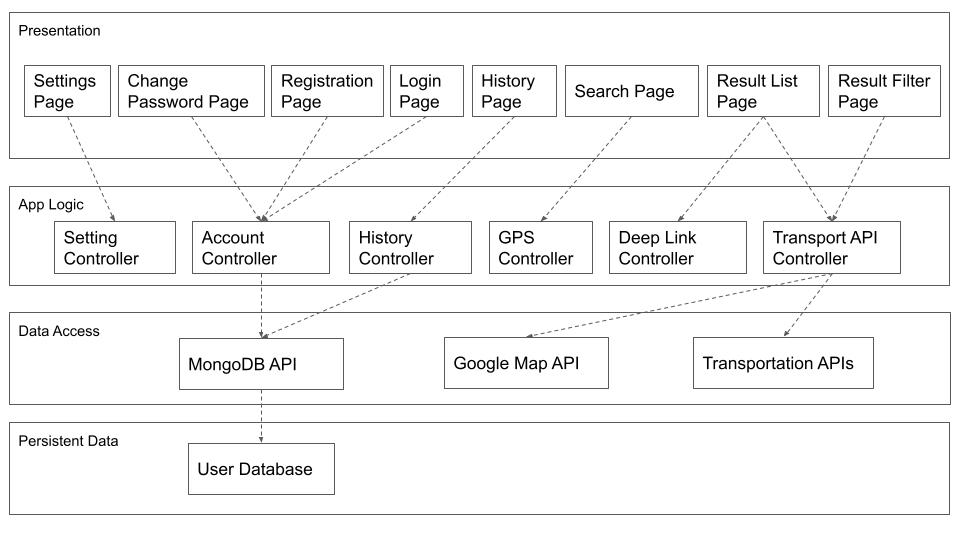 Presentation
Settings
Page
Change
Password Page
Registration
Page
Login
Page
History
Page
Search Page
Result List
Page
Result Filter
Page
App Logic
Setting
Controller
Account
Controller
History
Controller
GPS
Controller
Deep Link
Controller
Transport API
Controller
Data Access
MongoDB API
Google Map API
Transportation APIs
Persistent Data
User Database